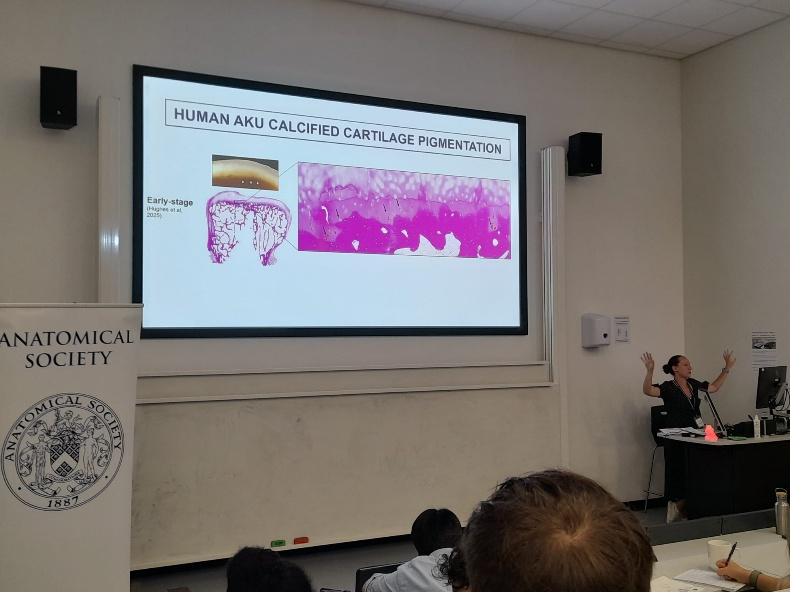 HUMAN AKU CALCIFIED CARTILAGE PIGMENTATION
Early-stage
(Hughes et al,
2025)
ANATOMICAL
SOCIETY
ANATOMICAL SOCIETY
· 1887 ·